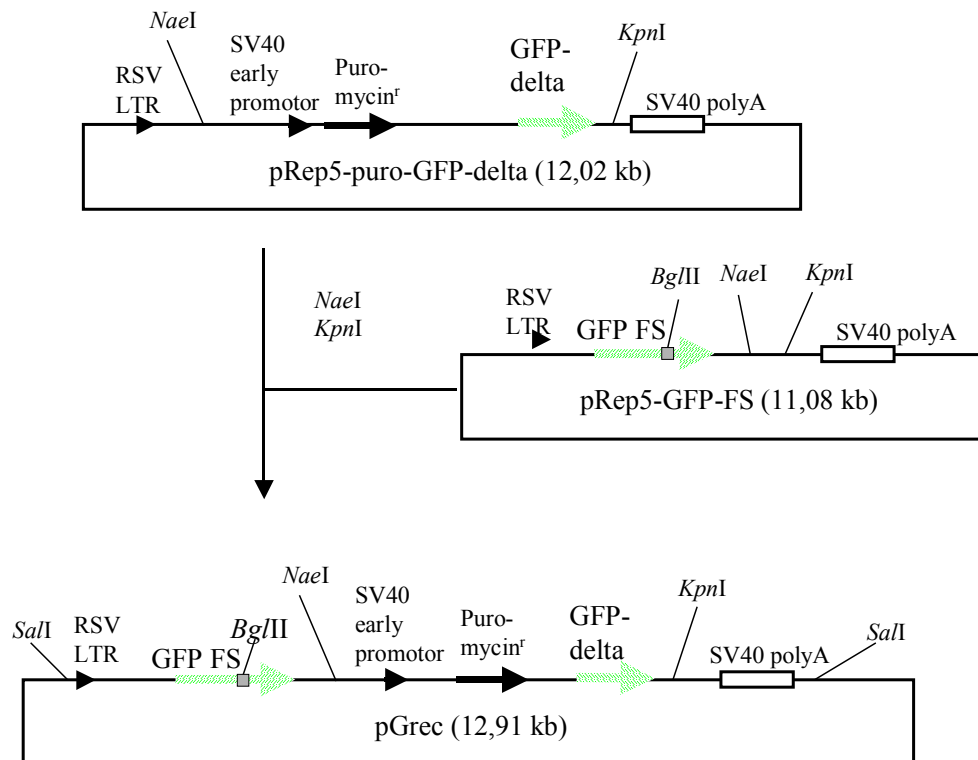 NaeI
SV40
early
promotor
RSV
LTR
Puro-
mycinʳ
GFP-
delta
KpnI
SV40 polyA
pRep5-puro-GFP-delta (12,02 kb)
NaeI
KpnI
RSV
LTR
BglII
NaeI
KpnI
GFP FS
SV40 polyA
pRep5-GFP-FS (11,08 kb)
SalI
RSV
LTR
GFP FS
BglII
NaeI
SV40
early
promotor
Puro-
mycinʳ
GFP-
delta
KpnI
SV40 polyA
SalI
pGrec (12,91 kb)